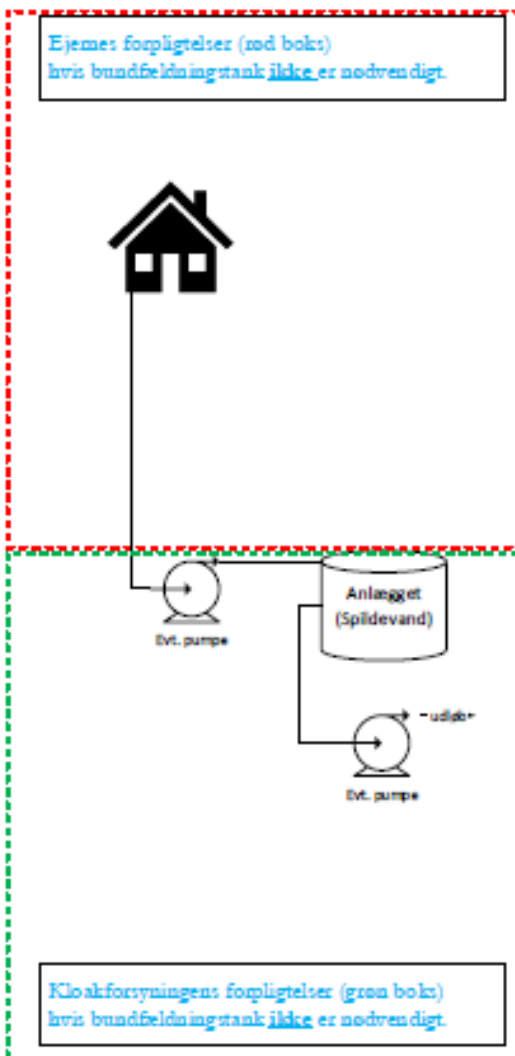 Ejernes forpligtelser (rød boks)
hvis bundfældningstank ikke er nødvendigt.
Anlægget
(Spildevand)
Evt. pumpe
-udløb-
Evt. pumpe
Kloakforsyningens forpligtelser (grøn boks)
hvis bundfældningstank ikke er nødvendigt.